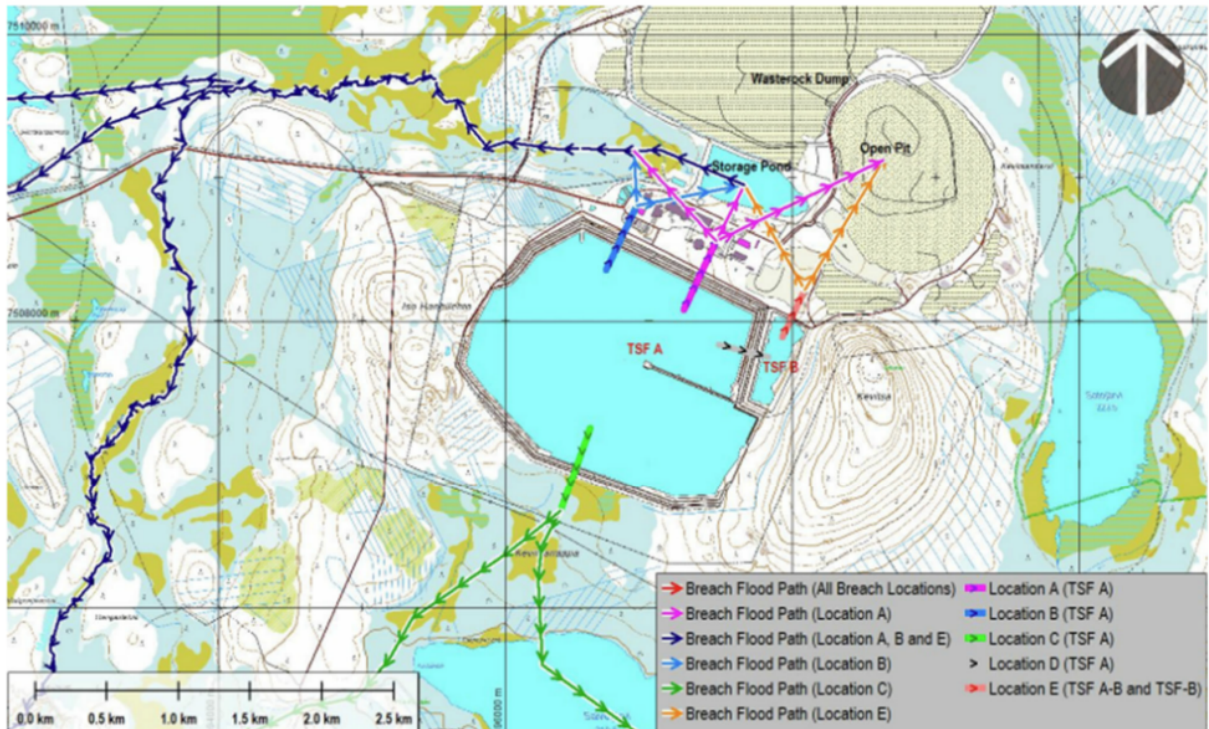 7510000 m
Wasterock Dump
Open Pit
Storage Pond
7508000 m
TSF A
TSF B
Kevitsa
Breach Flood Path (All Breach Locations)
Breach Flood Path (Location A)
Breach Flood Path (Location A, B and E)
Breach Flood Path (Location B)
Breach Flood Path (Location C)
Breach Flood Path (Location E)
Location A (TSF A)
Location B (TSF A)
Location C (TSF A)
Location D (TSF A)
Location E (TSF A-B and TSF-B)
0.0 km 0.5 km 1.0 km 1.5 km 2.0 km 2.5 km